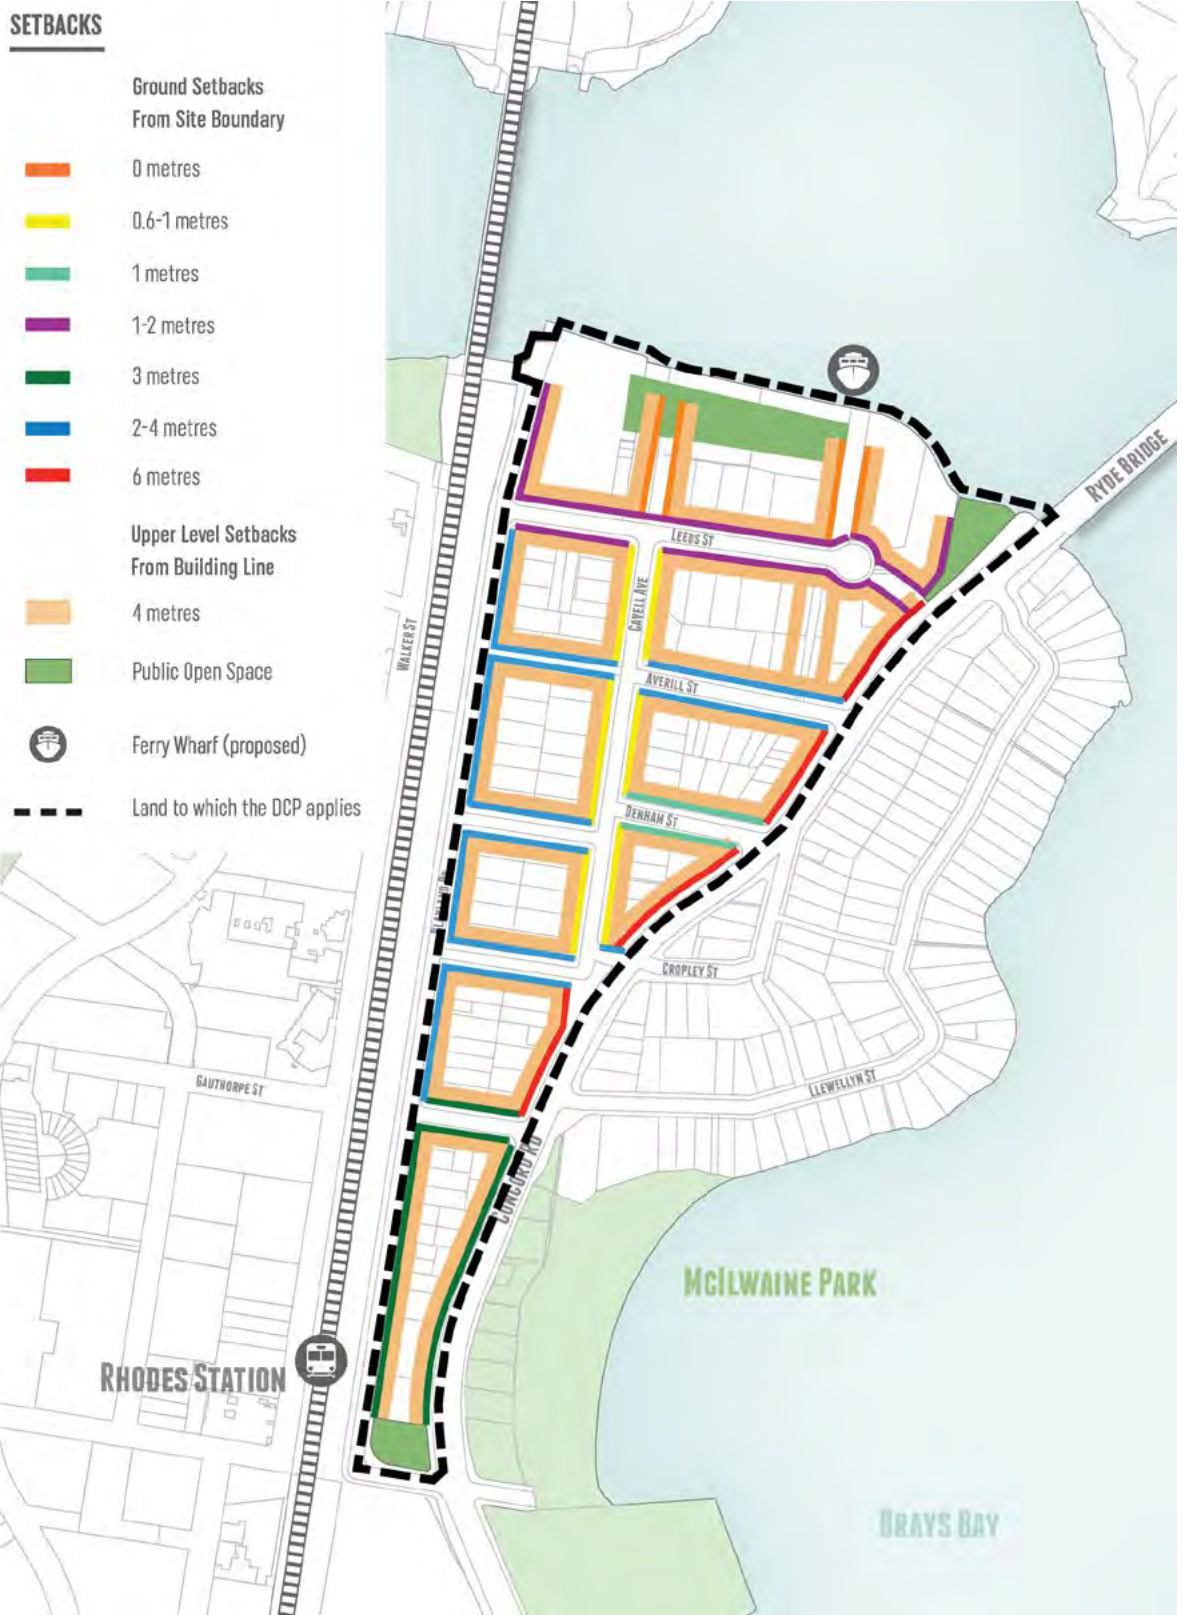 SETBACKS
Ground Setbacks
From Site Boundary
0 metres
0.6-1 metres
1 metres
1-2 metres
3 metres
2-4 metres
6 metres
Upper Level Setbacks
From Building Line
4 metres
Public Open Space
Ferry Wharf (proposed)
Land to which the DCP applies
RYDE BRIDGE
LEEDS ST
CAVELL AVE
WALKER ST
AVERILL ST
DENHAM ST
CROPLEY ST
GAUTHORPE ST
LLEWELLYN ST
CONCORD RD
MCILWAINE PARK
RHODES STATION
BRAYS BAY